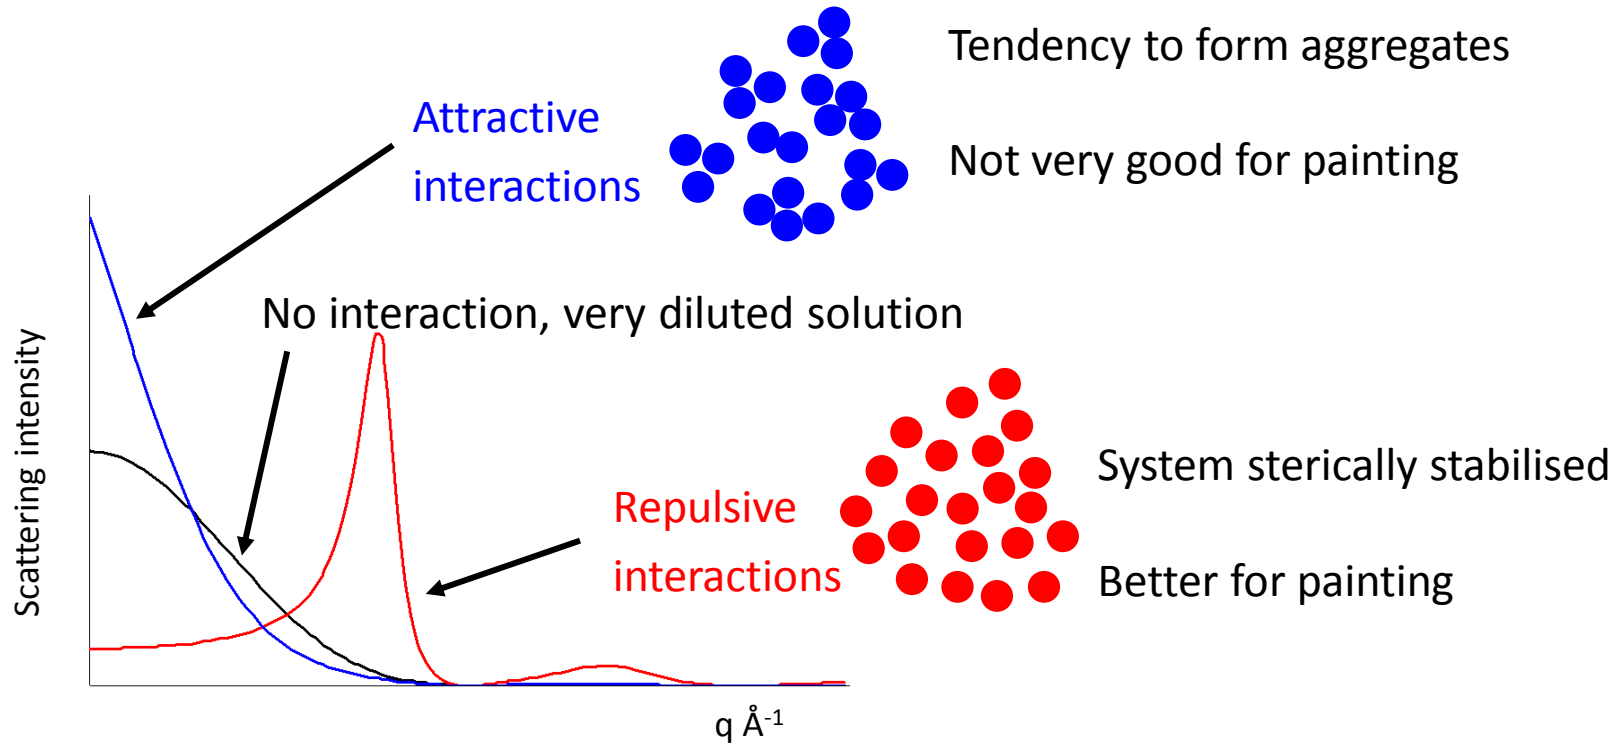 Tendency to form aggregates
Attractive
interactions
Not very good for painting
No interaction, very diluted solution
Scattering intensity
System sterically stabilised
Repulsive
interactions
Better for painting
q Å⁻¹